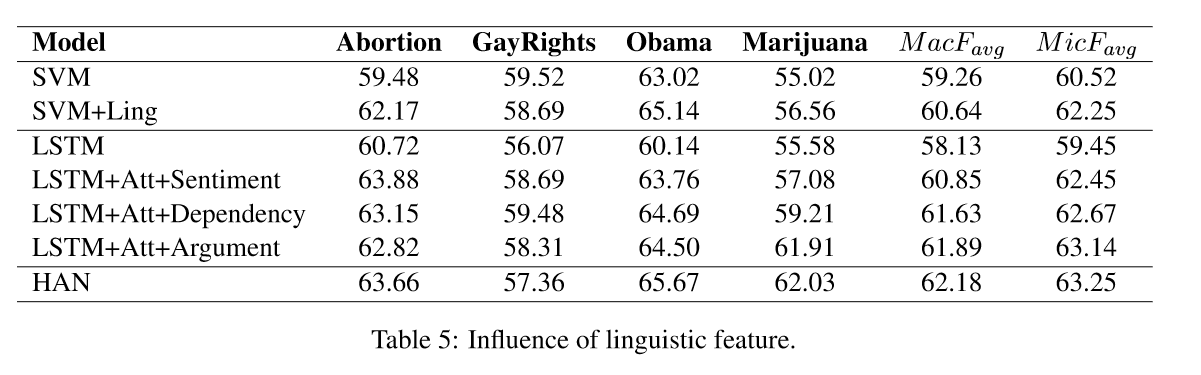 Model Abortion GayRights Obama Marijuana MacFavg MicFavg
SVM 59.48 59.52 63.02 55.02 59.26 60.52
SVM+Ling 62.17 58.69 65.14 56.56 60.64 62.25
LSTM 60.72 56.07 60.14 55.58 58.13 59.45
LSTM+Att+Sentiment 63.88 58.69 63.76 57.08 60.85 62.45
LSTM+Att+Dependency 63.15 59.48 64.69 59.21 61.63 62.67
LSTM+Att+Argument 62.82 58.31 64.50 61.91 61.89 63.14
HAN 63.66 57.36 65.67 62.03 62.18 63.25
Table 5: Influence of linguistic feature.